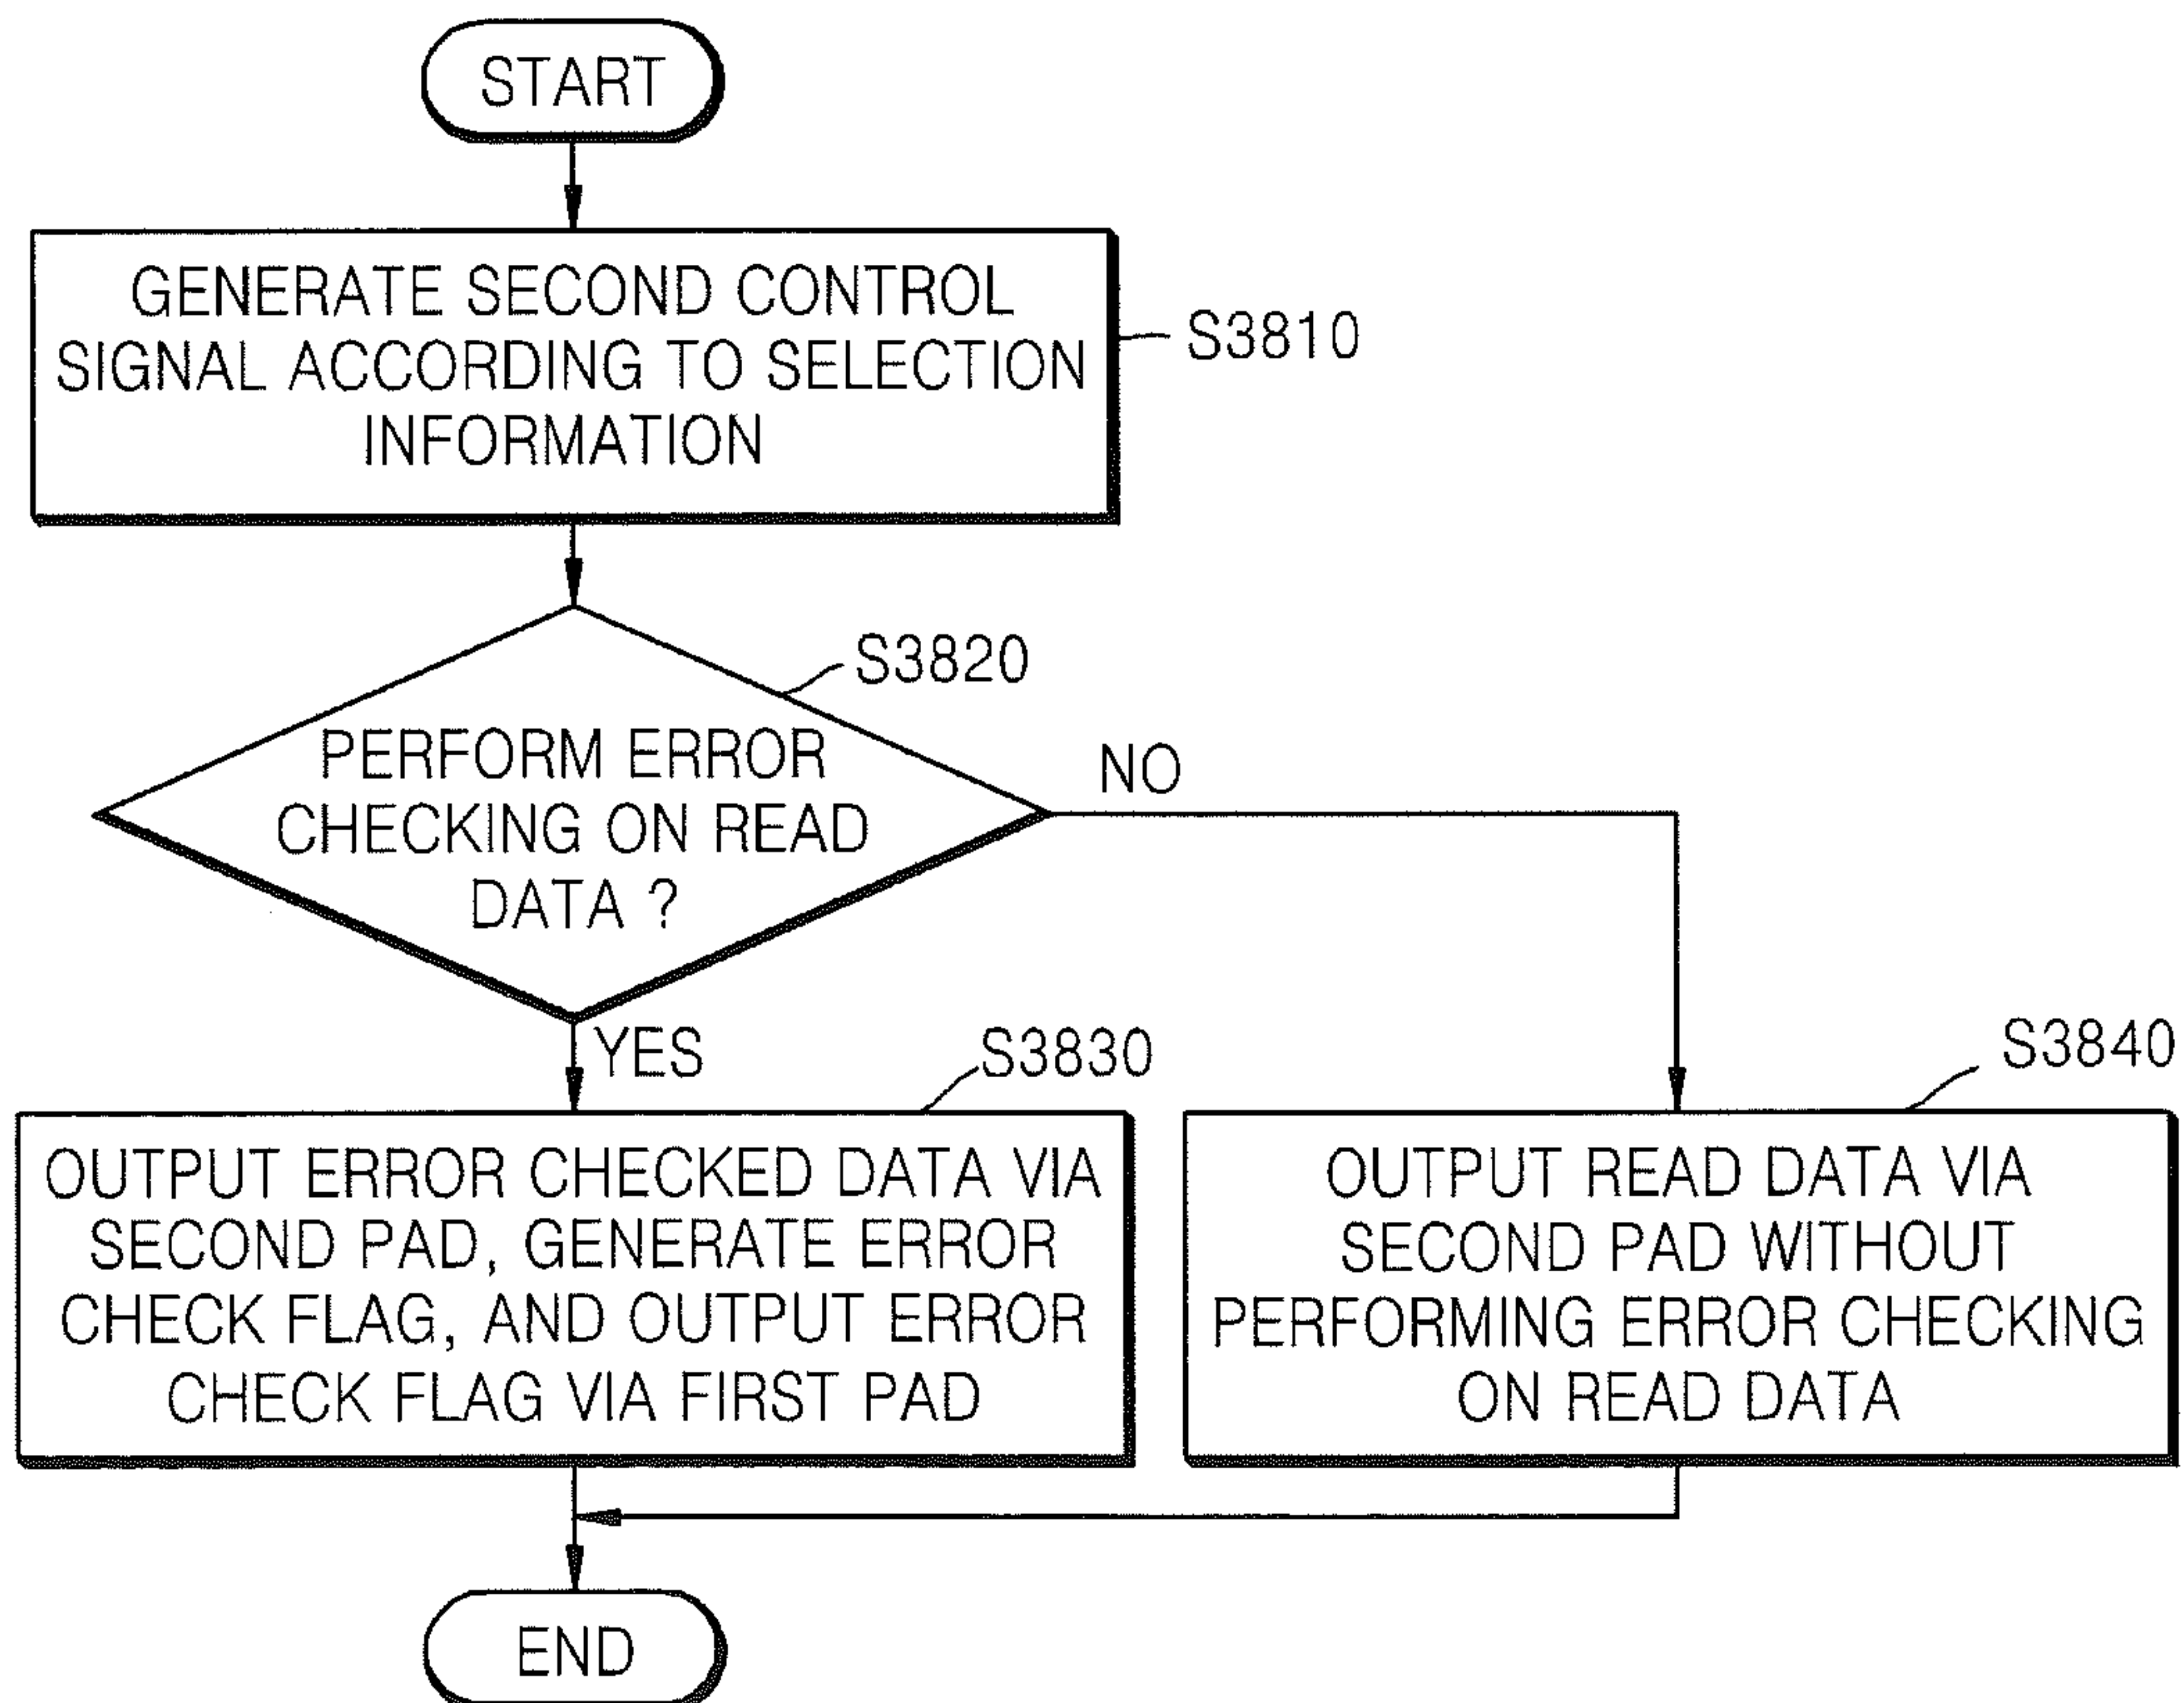 START
GENERATE SECOND CONTROL
SIGNAL ACCORDING TO SELECTION
INFORMATION
S3810
S3820
PERFORM ERROR
CHECKING ON READ
DATA ?
NO
YES
S3830
OUTPUT ERROR CHECKED DATA VIA
SECOND PAD, GENERATE ERROR
CHECK FLAG, AND OUTPUT ERROR
CHECK FLAG VIA FIRST PAD
S3840
OUTPUT READ DATA VIA
SECOND PAD WITHOUT
PERFORMING ERROR CHECKING
ON READ DATA
END